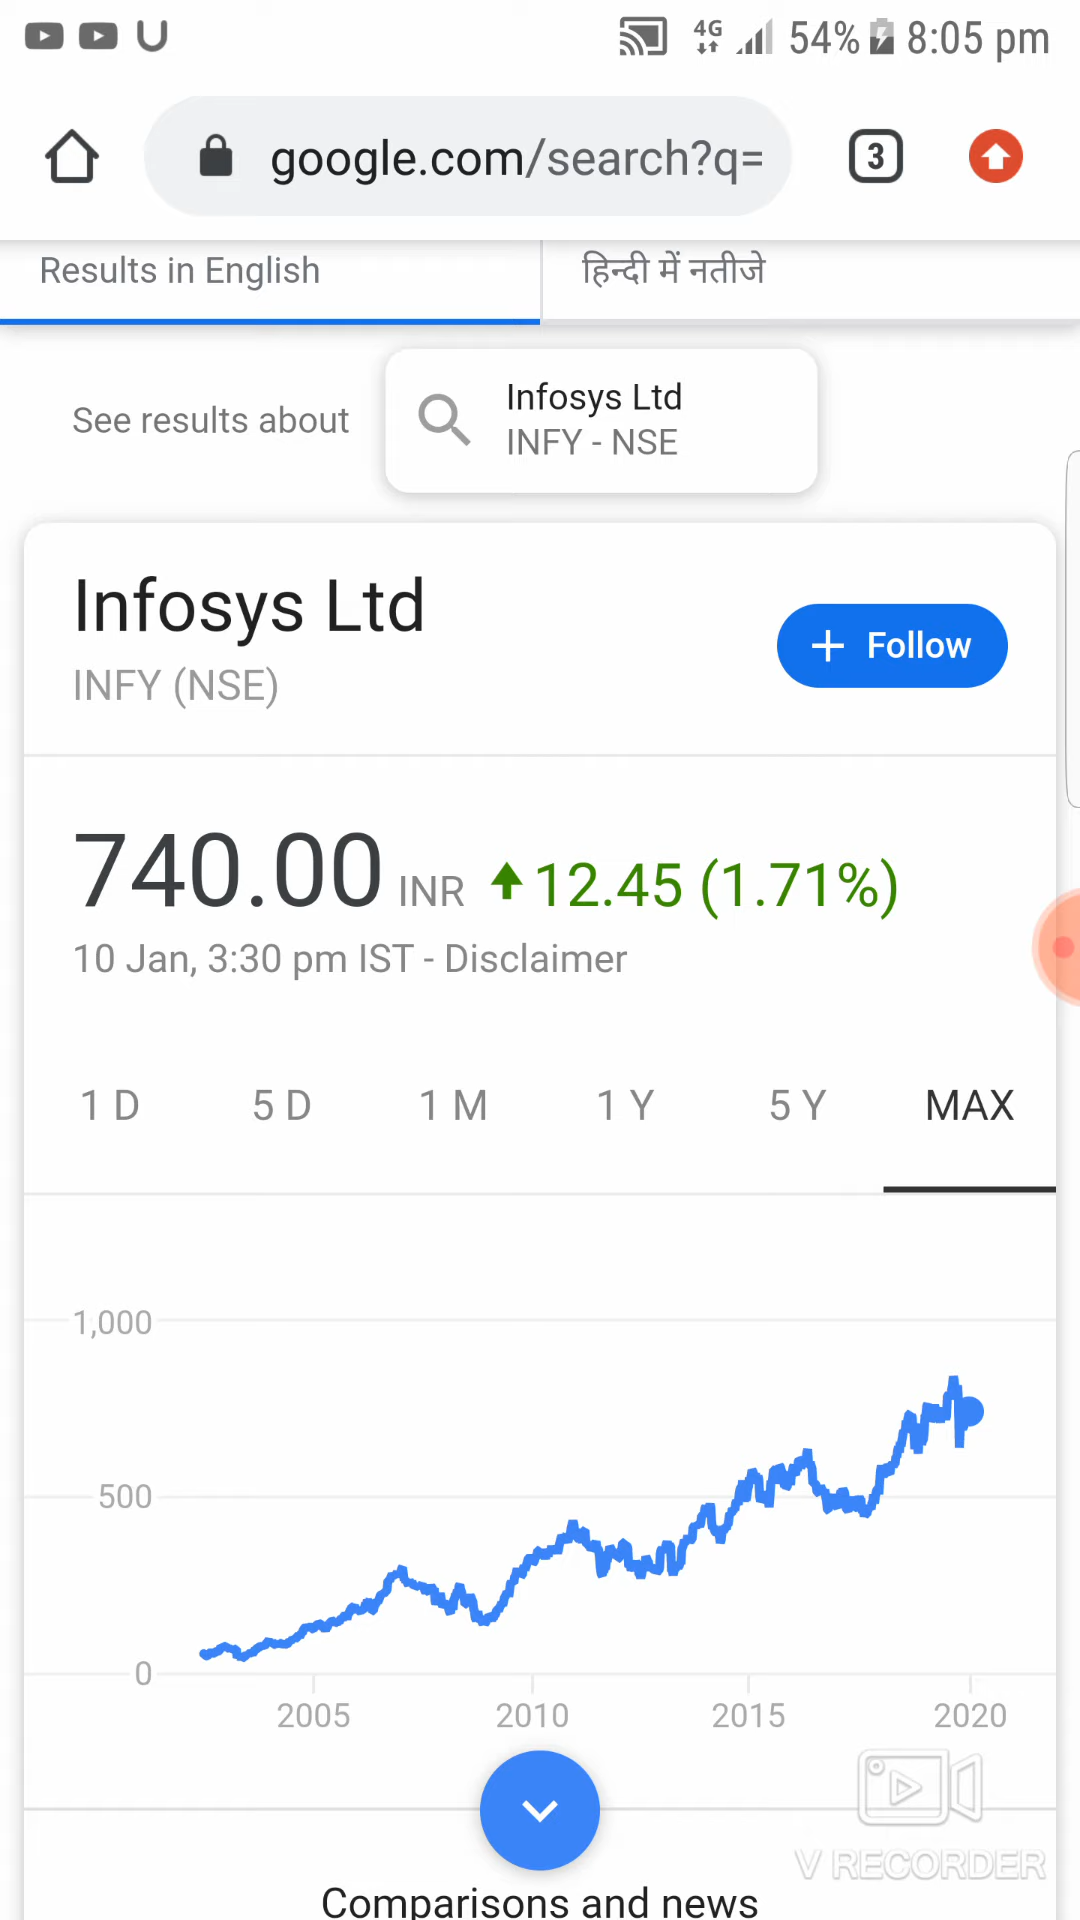 4G 54% 8:05 pm
google.com/search?q= 3
Results in English हिन्दी में नतीजे
See results about
Infosys Ltd
INFY - NSE
Infosys Ltd
INFY (NSE)
+ Follow
740.00 INR 12.45 (1.71%)
10 Jan, 3:30 pm IST - Disclaimer
1 D 5 D 1 M 1 Y 5 Y MAX
1,000
500
0
2005 2010 2015 2020
V RECORDER
Comparisons and news